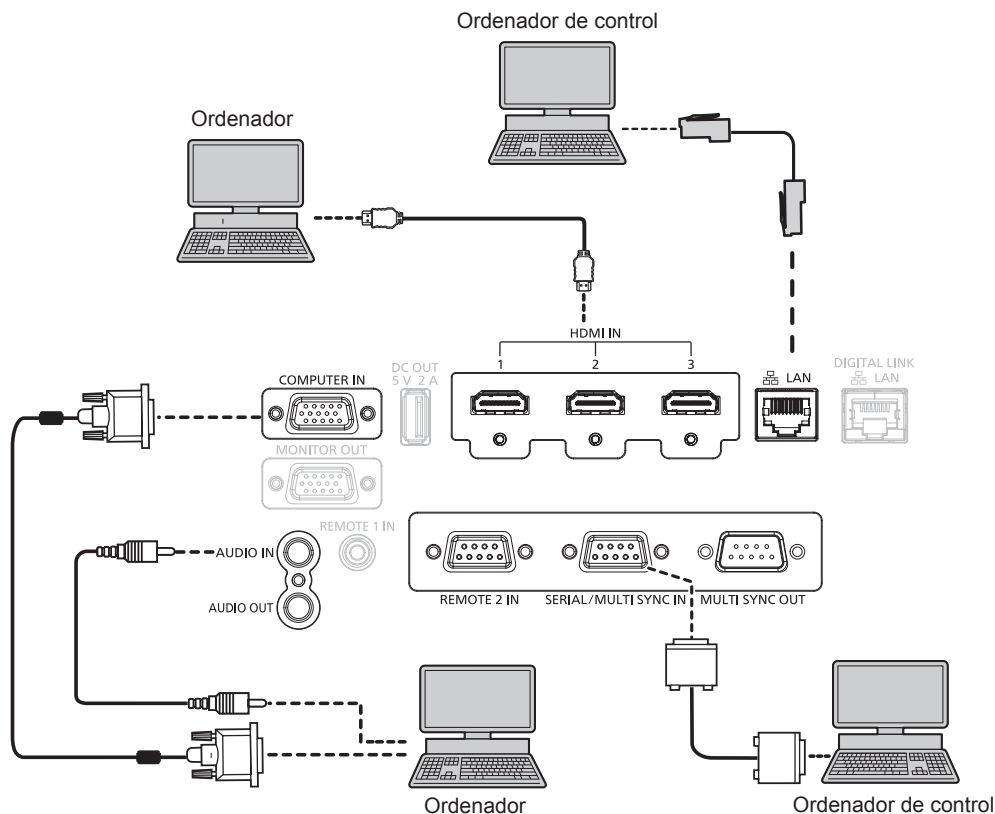 Ordenador de control
Ordenador
HDMI IN
1 2 3
DC OUT
5 V 2 A
COMPUTER IN
LAN
DIGITAL LINK
LAN
MONITOR OUT
REMOTE 1 IN
AUDIO IN
AUDIO OUT
REMOTE 2 IN
SERIAL/MULTI SYNC IN
MULTI SYNC OUT
Ordenador
Ordenador de control